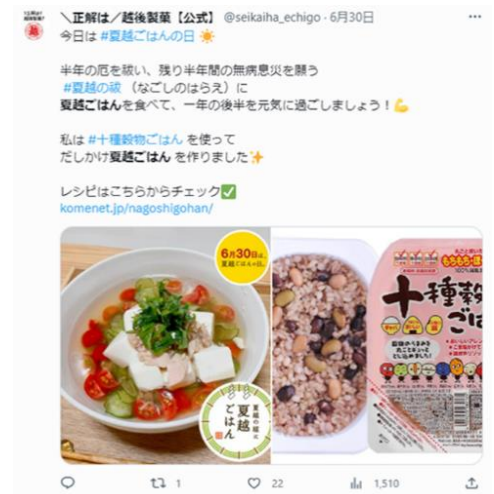 ＼正解は／越後製菓【公式】 @seikaiha_echigo · 6月30日
今日は #夏越ごはんの日 ☀️
半年の厄を祓い、残り半年間の無病息災を願う
#夏越の祓 （なごしのはらえ）に
夏越ごはんを食べて、一年の後半を元気に過ごしましょう！💪
私は #十種穀物ごはん を使って
だしかけ夏越ごはん を作りました✨
レシピはこちらからチェック✅
komenet.jp/nagoshigohan/
6月30日は、
夏越ごはんの日。
夏越の祓に
夏越
ごはん
もちもち・ほ
十種穀
ごは
1
22
1,510